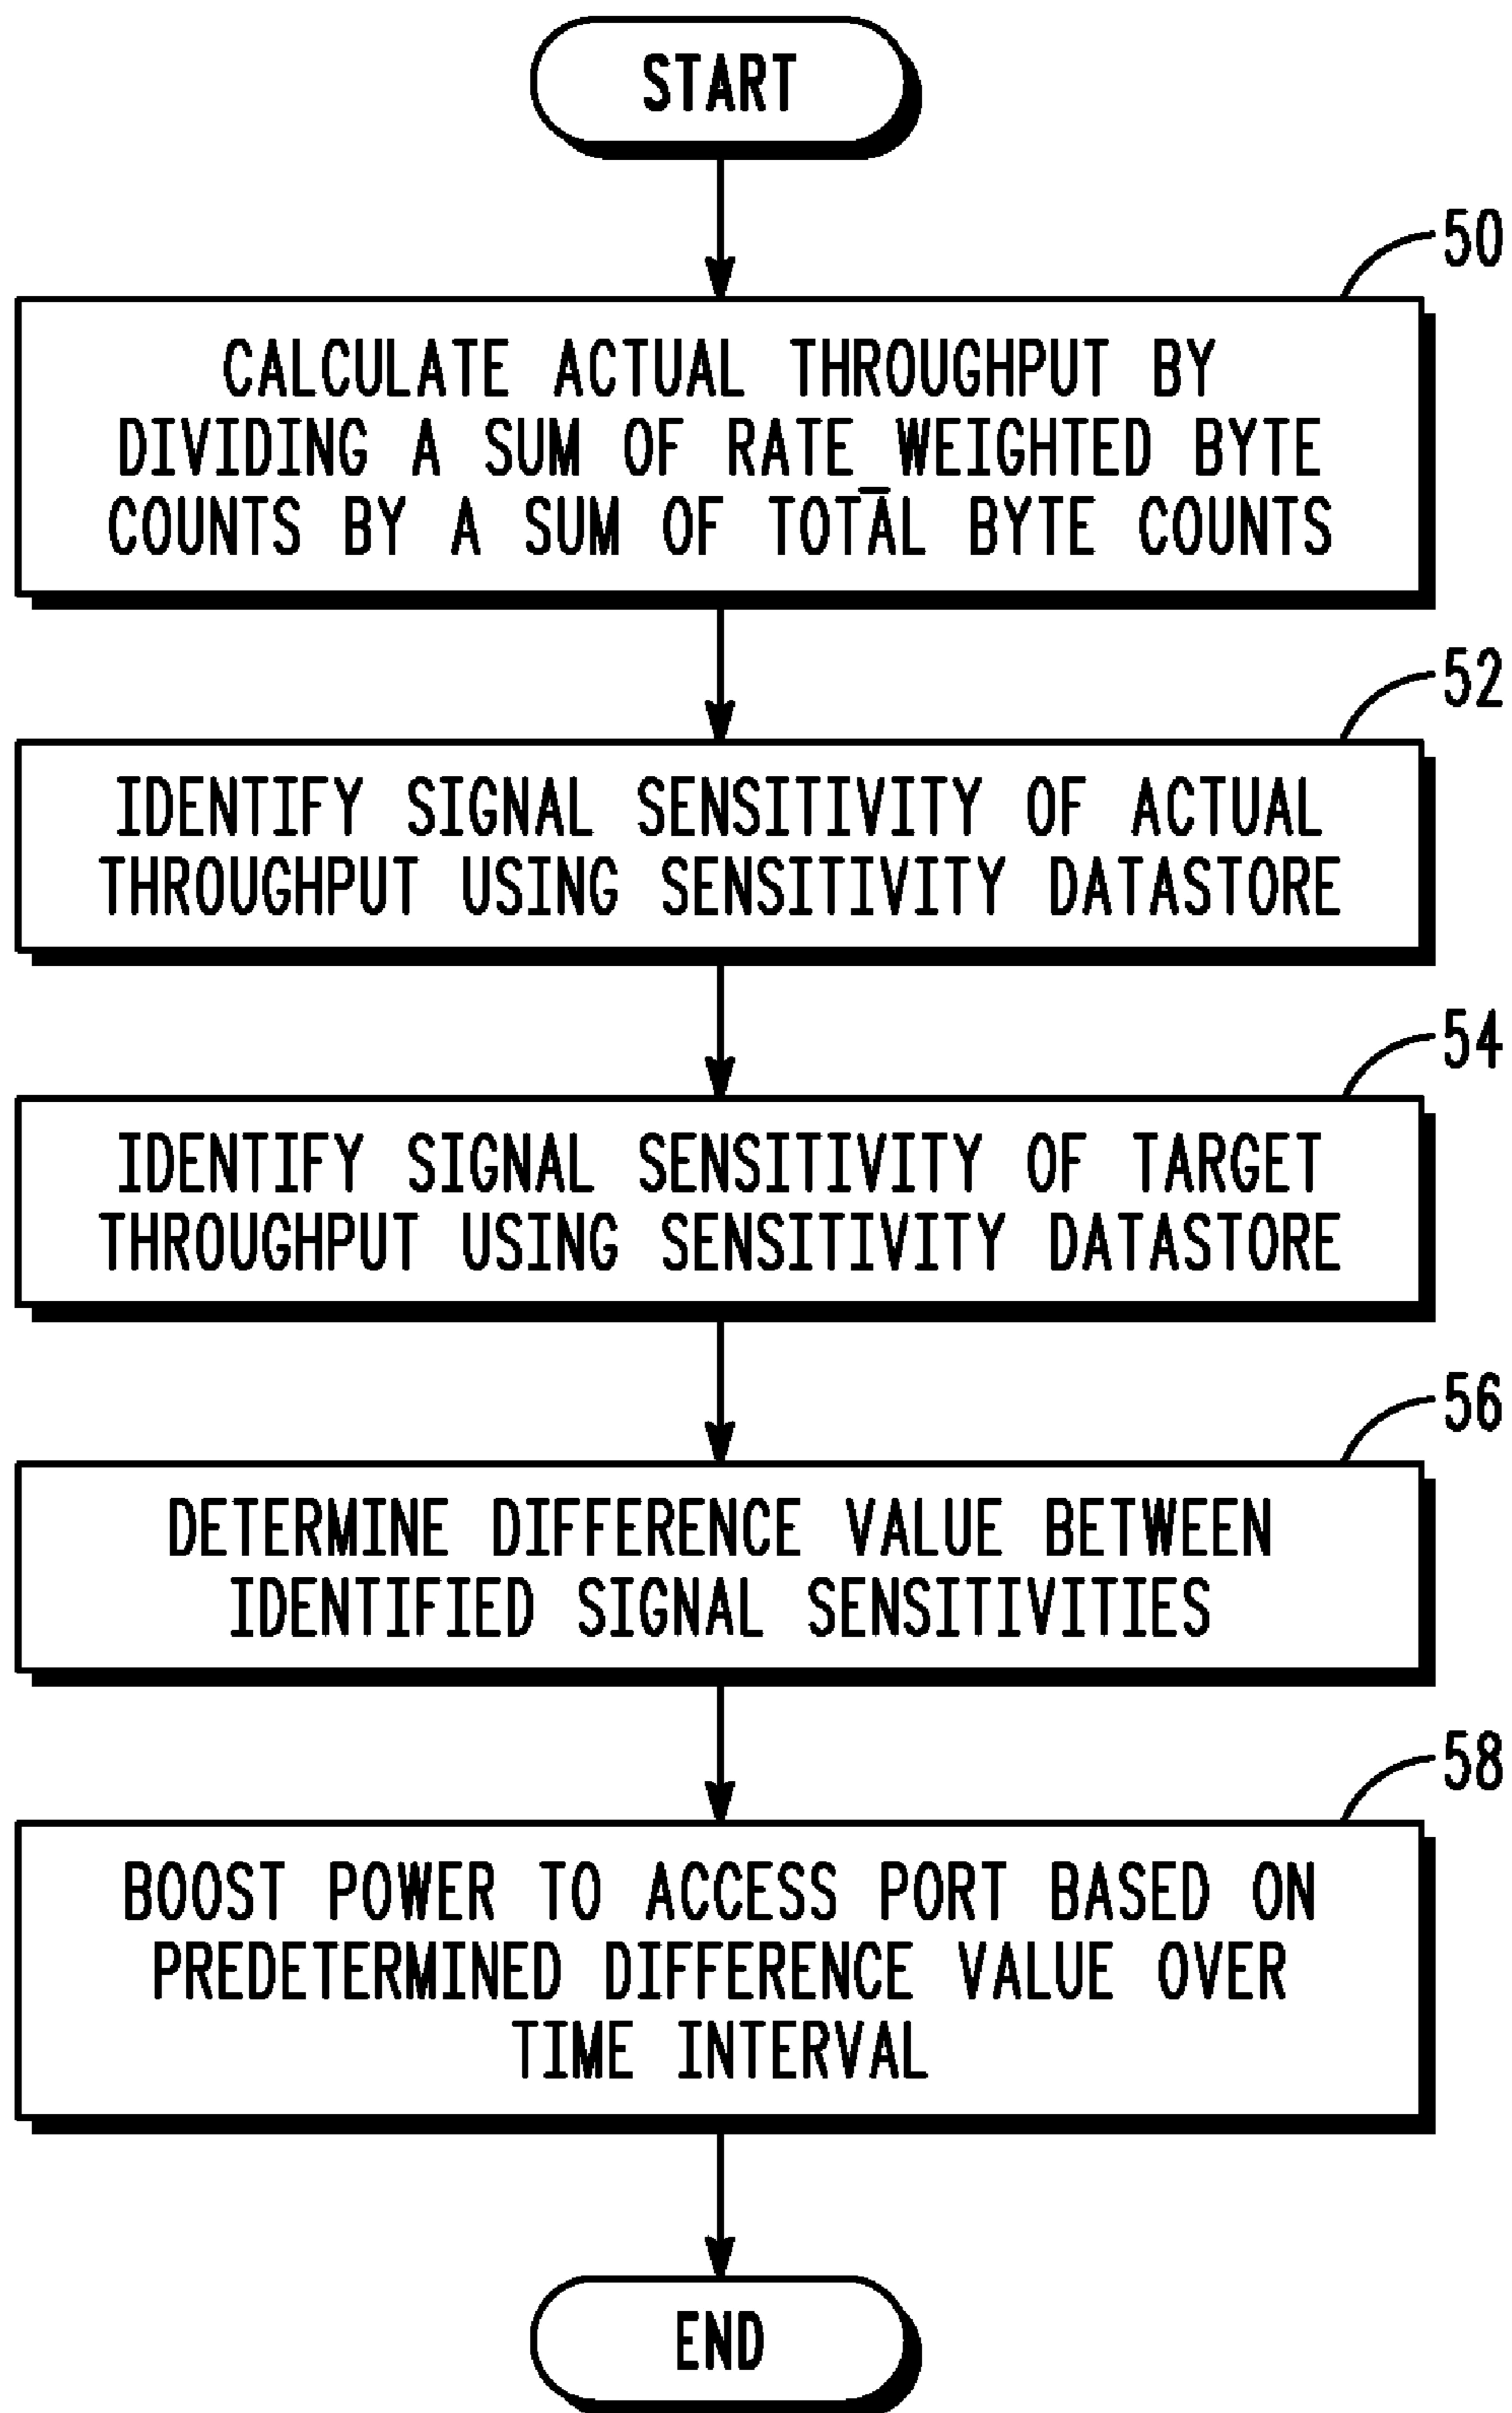 START
50
CALCULATE ACTUAL THROUGHPUT BY
DIVIDING A SUM OF RATE_WEIGHTED BYTE
COUNTS BY A SUM OF TOTAL BYTE COUNTS
52
IDENTIFY SIGNAL SENSITIVITY OF ACTUAL
THROUGHPUT USING SENSITIVITY DATASTORE
54
IDENTIFY SIGNAL SENSITIVITY OF TARGET
THROUGHPUT USING SENSITIVITY DATASTORE
56
DETERMINE DIFFERENCE VALUE BETWEEN
IDENTIFIED SIGNAL SENSITIVITIES
58
BOOST POWER TO ACCESS PORT BASED ON
PREDETERMINED DIFFERENCE VALUE OVER
TIME INTERVAL
END